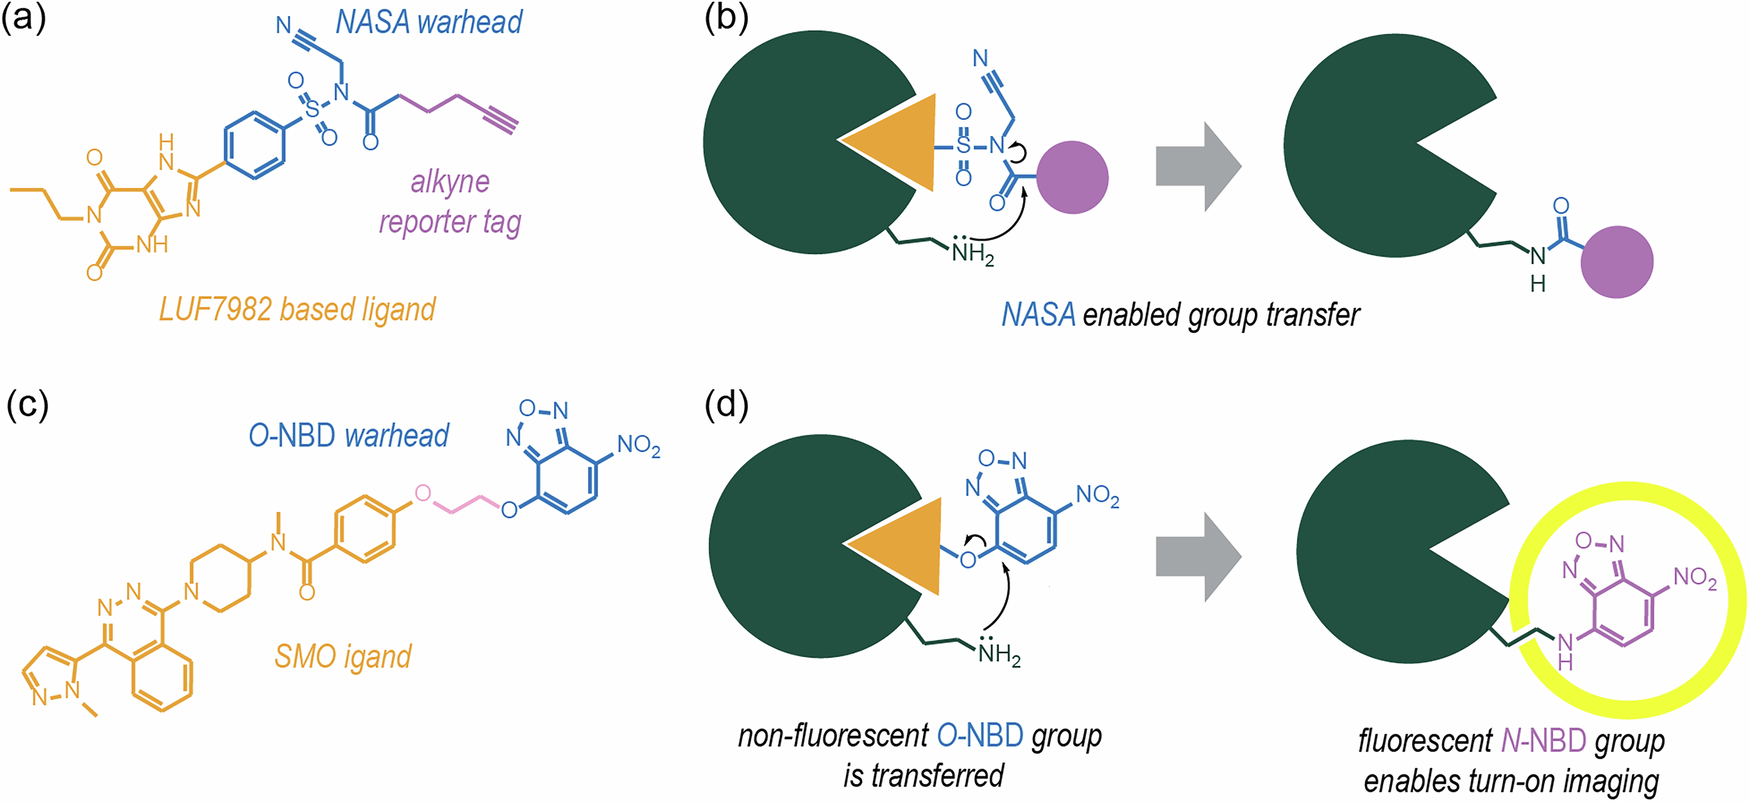 (a)
NASA warhead
N
O
S
N
O
O
H
N
O
N
N
NH
O
alkyne
reporter tag
LUF7982 based ligand
(b)
N
O
S
N
O
O
NH2
O
N
H
NASA enabled group transfer
(c)
O-NBD warhead
O
N
N
NO2
O
O
N
O
N
N
N
N
N
SMO igand
(d)
O
N
N
NO2
O
NH2
O
N
N
NO2
NH
non-fluorescent O-NBD group
is transferred
fluorescent N-NBD group
enables turn-on imaging